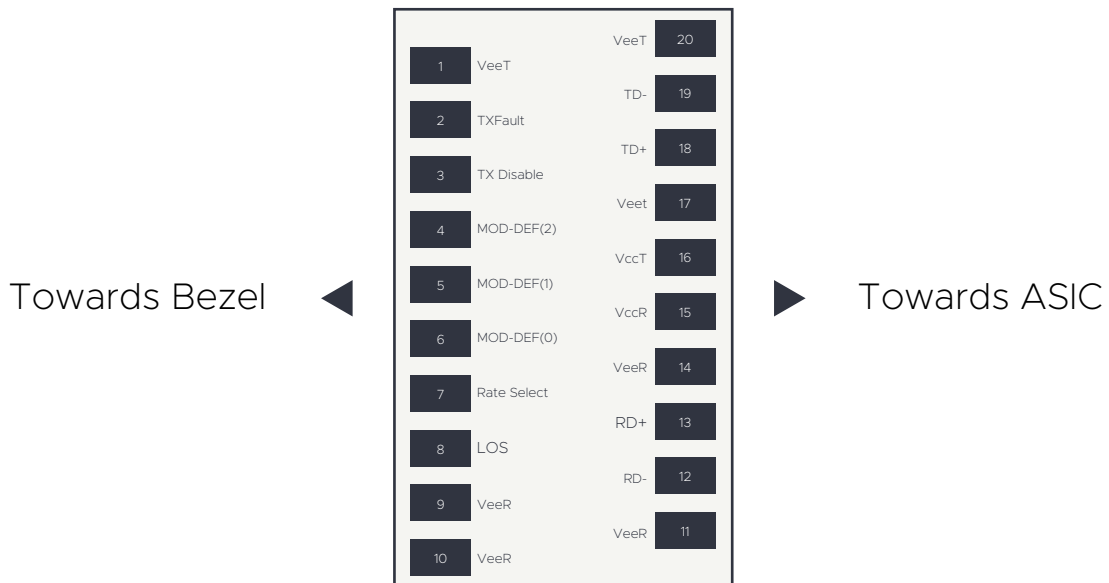 VeeT 20
1 VeeT
TD- 19
2 TXFault
TD+ 18
3 TX Disable
Veet 17
4 MOD-DEF(2)
VccT 16
5 MOD-DEF(1)
Towards Bezel
Towards ASIC
VccR 15
6 MOD-DEF(0)
VeeR 14
7 Rate Select
RD+ 13
8 LOS
RD- 12
9 VeeR
VeeR 11
10 VeeR